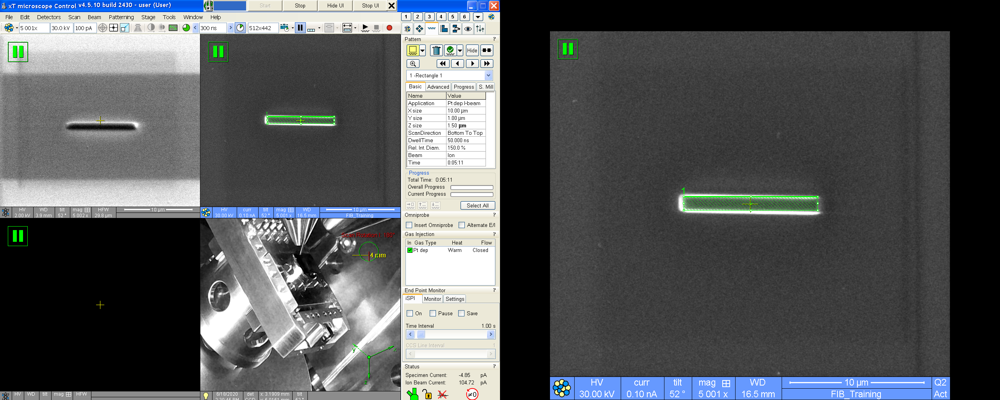 xT microscope Control v4.5.10 build 2430 - user (User)
Start Stop Hide UI Stop UI
File Edit Detectors Scan Beam Patterning Stage Tools Window Help
1 2 3 4 5 6
5 001x 30.0 kV 100 pA 300 ns 512x442
Pattern ?
Hide
1 -Rectangle 1
Basic Advanced Progress S. Mill
Name Value
Application Pt dep I-beam
X size 10.00 µm
Y size 1.00 µm
Z size 1.50 µm
ScanDirection Bottom To Top
DwellTime 50.000 ns
Rel. Int. Diam. 150.0 %
Beam Ion
Time 0:05:11
Progress
Total Time: 0:05:11
Overall Progress
Current Progress
Select All
Omniprobe ?
Insert Omniprobe Alternate E/I
Gas Injection ?
In Gas Type Heat Flow
Pt dep Warm Closed
End Point Monitor ?
iSPI Monitor Settings
On Pause Save
Time Interval 1.00 s
CCS Line Interval 1
Status ?
Specimen Current: -4.85 pA
Ion Beam Current: 104.72 pA
≠0
HV WD tilt mag HFW 10 µm
2.00 kV 3.9 mm 52 ° 5 002 x 29.8 µm
1
HV curr tilt mag WD 10 µm
30.00 kV 0.10 nA 52 ° 5 001 x 16.5 mm FIB_Training
HV WD tilt mag HFW
Scan Rotation I: 180°
4 mm
y x
z
6/18/2020 det x: 3.1909 mm tilt
2:30:46 PM CCD y: 5.0151 mm 52 °
1
HV curr tilt mag WD 10 µm Q2
30.00 kV 0.10 nA 52 ° 5 001 x 16.5 mm FIB_Training Act